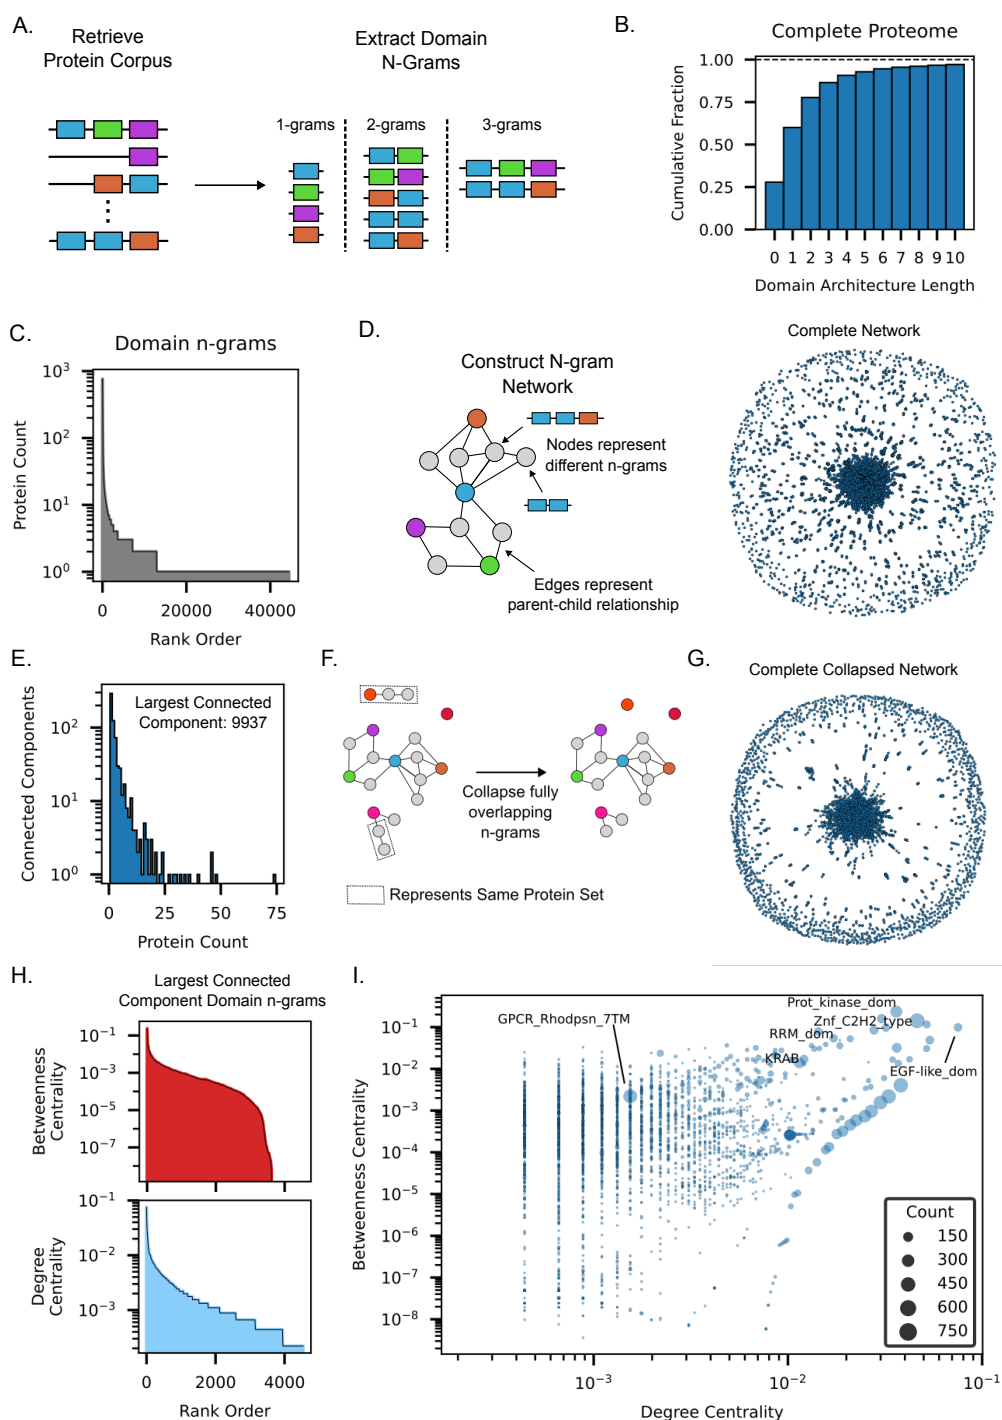 A.
Retrieve
Protein Corpus
Extract Domain
N-Grams
1-grams
2-grams
3-grams
B.
Complete Proteome
Cumulative Fraction
1.00
0.75
0.50
0.25
0.00
0 1 2 3 4 5 6 7 8 9 10
Domain Architecture Length
C.
Domain n-grams
Protein Count
10³
10²
10¹
10⁰
0 20000 40000
Rank Order
D.
Construct N-gram
Network
Nodes represent
different n-grams
Edges represent
parent-child relationship
Complete Network
E.
Largest Connected
Component: 9937
Connected Components
10²
10¹
10⁰
0 25 50 75
Protein Count
F.
Collapse fully
overlapping
n-grams
Represents Same Protein Set
G.
Complete Collapsed Network
H.
Largest Connected
Component Domain n-grams
Betweenness
Centrality
10⁻¹
10⁻³
10⁻⁵
10⁻⁷
Degree
Centrality
10⁻¹
10⁻²
10⁻³
0 2000 4000
Rank Order
I.
Betweenness Centrality
10⁻¹
10⁻²
10⁻³
10⁻⁴
10⁻⁵
10⁻⁶
10⁻⁷
10⁻⁸
GPCR_Rhodpsn_7TM
Prot_kinase_dom
Znf_C2H2_type
RRM_dom
KRAB
EGF-like_dom
Count
150
300
450
600
750
10⁻³ 10⁻² 10⁻¹
Degree Centrality